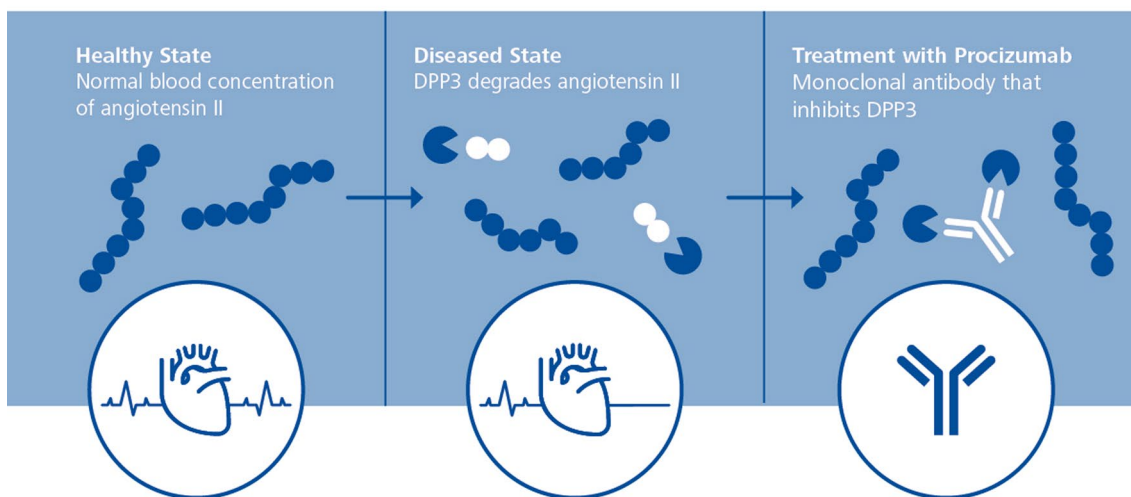 Healthy State
Normal blood concentration
of angiotensin II
Diseased State
DPP3 degrades angiotensin II
Treatment with Procizumab
Monoclonal antibody that
inhibits DPP3